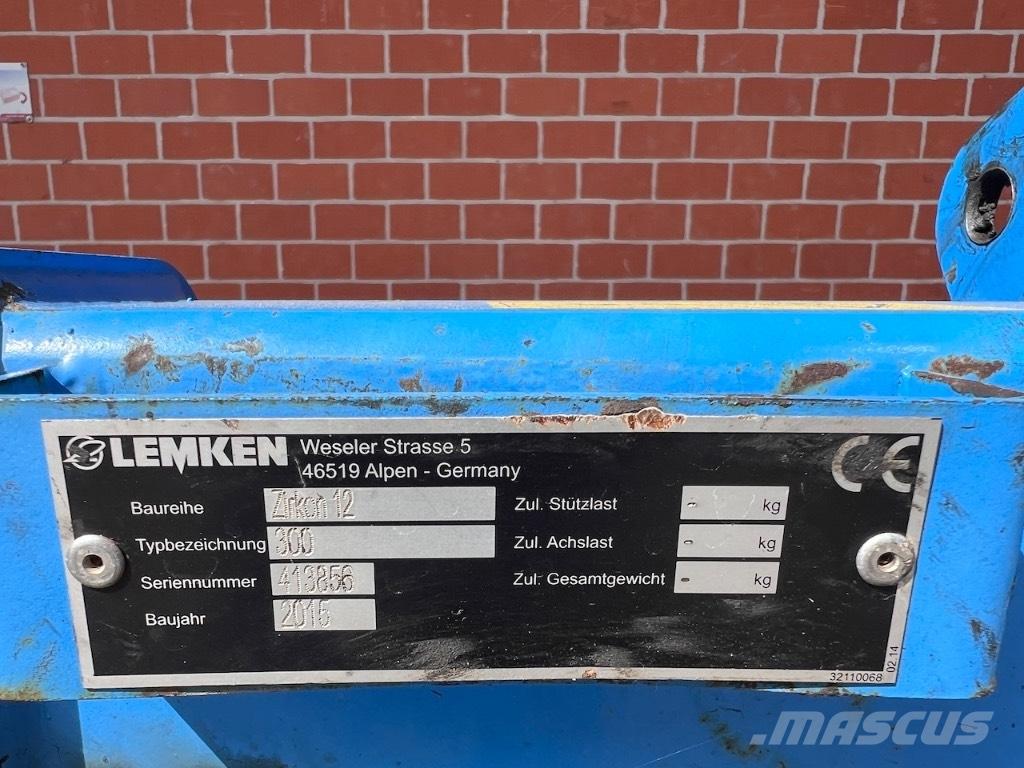 LEMKEN
Weseler Strasse 5
46519 Alpen - Germany
CE
Baureihe Zirkon 12
Typbezeichnung 300
Seriennummer 413856
Baujahr 2015
Zul. Stützlast - kg
Zul. Achslast - kg
Zul. Gesamtgewicht - kg
32110068
02.14
MASCUS